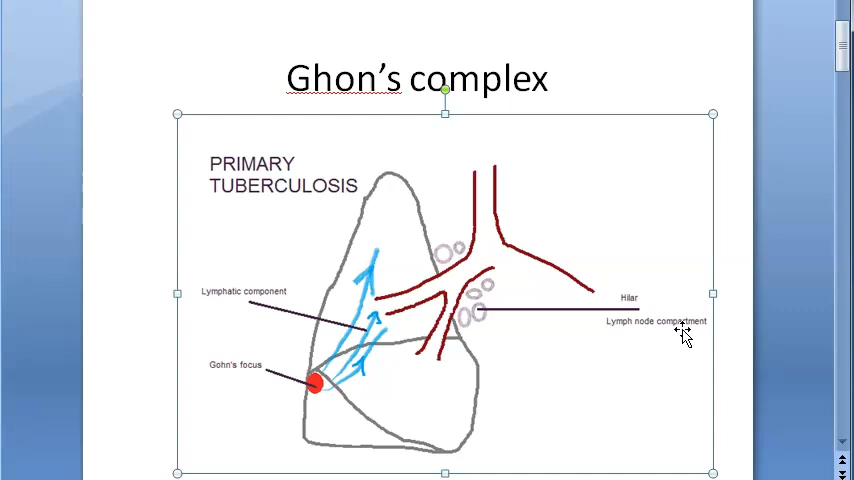 Ghon's complex
PRIMARY
TUBERCULOSIS
Lymphatic component
Hilar
Lymph node compartment
Gohn's focus